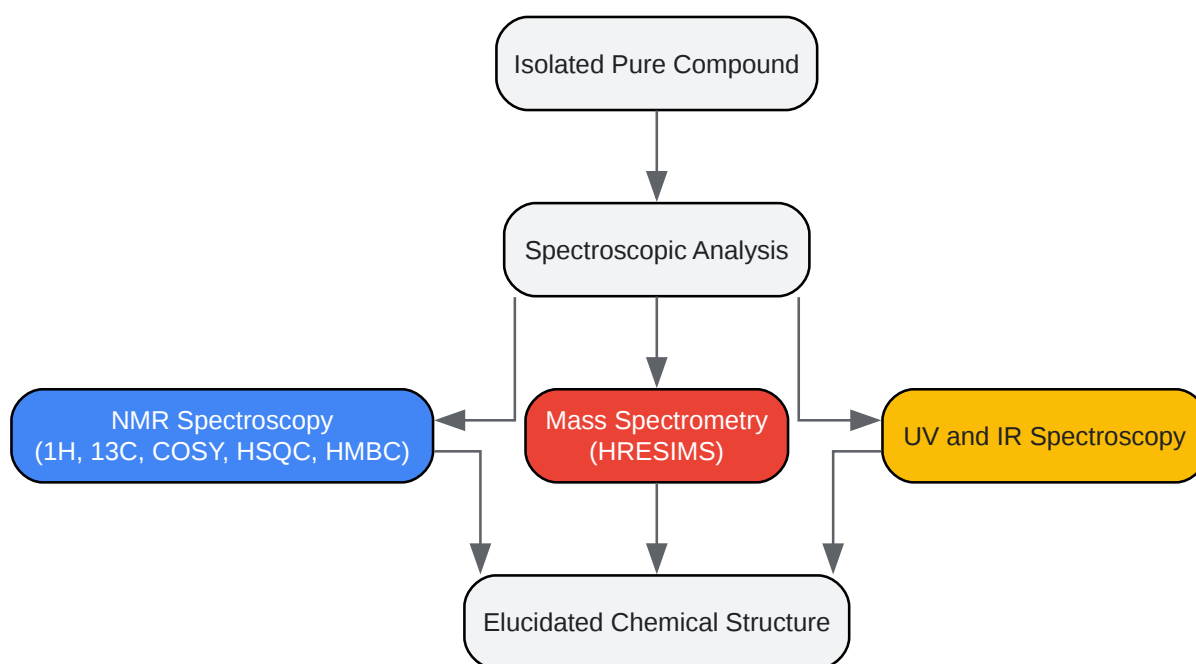 Isolated Pure Compound
Spectroscopic Analysis
NMR Spectroscopy
(1H, 13C, COSY, HSQC, HMBC)
Mass Spectrometry
(HRESIMS)
UV and IR Spectroscopy
Elucidated Chemical Structure